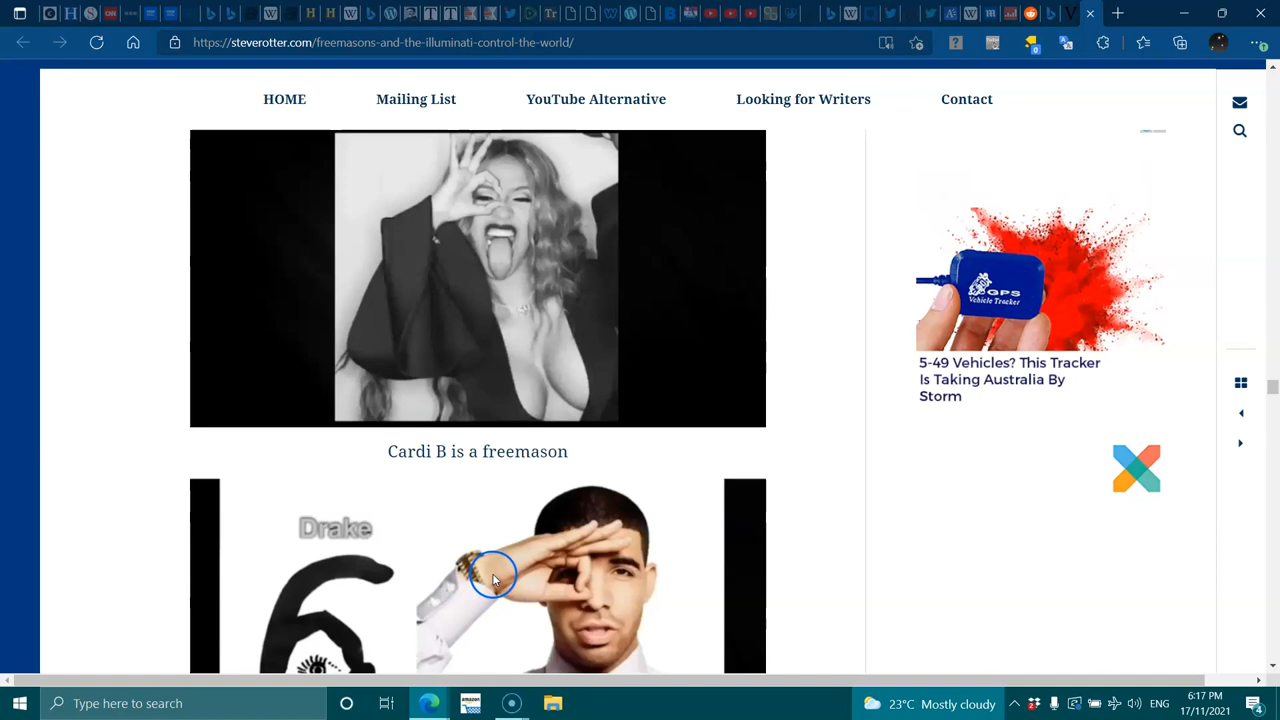 https://steverotter.com/freemasons-and-the-illuminati-control-the-world/
HOME Mailing List YouTube Alternative Looking for Writers Contact
GPS
Vehicle Tracker
5-49 Vehicles? This Tracker
Is Taking Australia By
Storm
Cardi B is a freemason
Drake
Type here to search
amazon
23°C Mostly cloudy
ENG
6:17 PM
17/11/2021